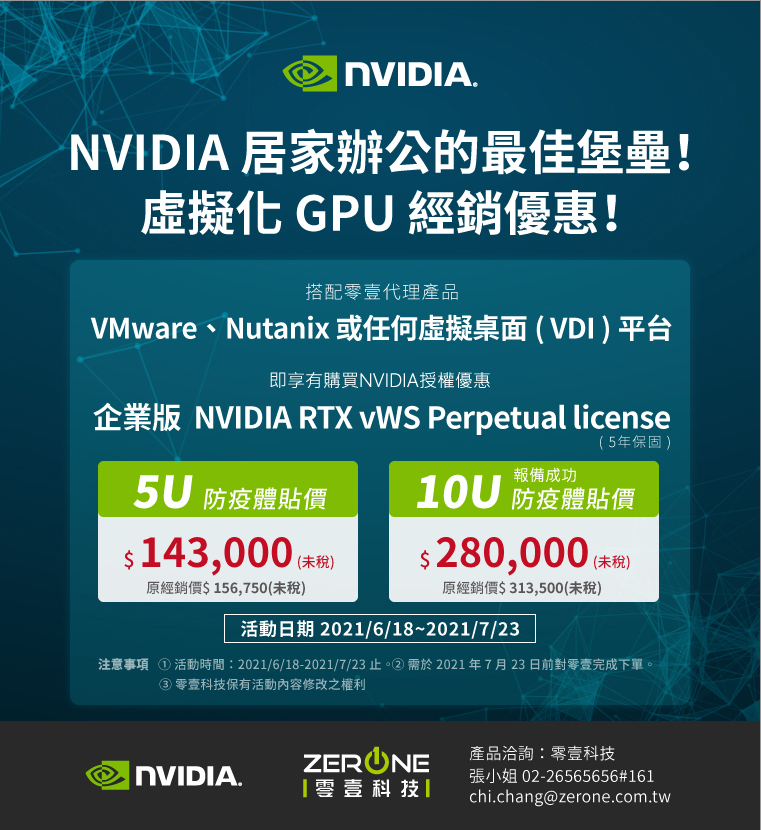 NVIDIA.
NVIDIA 居家辦公的最佳堡壘!
虛擬化 GPU 經銷優惠!
搭配零壹代理產品
VMware、Nutanix 或任何虛擬桌面 ( VDI ) 平台
即享有購買NVIDIA授權優惠
企業版 NVIDIA RTX vWS Perpetual license
( 5年保固 )
5U 防疫體貼價
$ 143,000 (未稅)
原經銷價$ 156,750(未稅)
報備成功
10U 防疫體貼價
$ 280,000 (未稅)
原經銷價$ 313,500(未稅)
活動日期 2021/6/18~2021/7/23
注意事項 ① 活動時間：2021/6/18-2021/7/23 止。② 需於 2021 年 7 月 23 日前對零壹完成下單。
③ 零壹科技保有活動內容修改之權利
NVIDIA.
ZERONE
零壹科技
產品洽詢：零壹科技
張小姐 02-26565656#161
chi.chang@zerone.com.tw